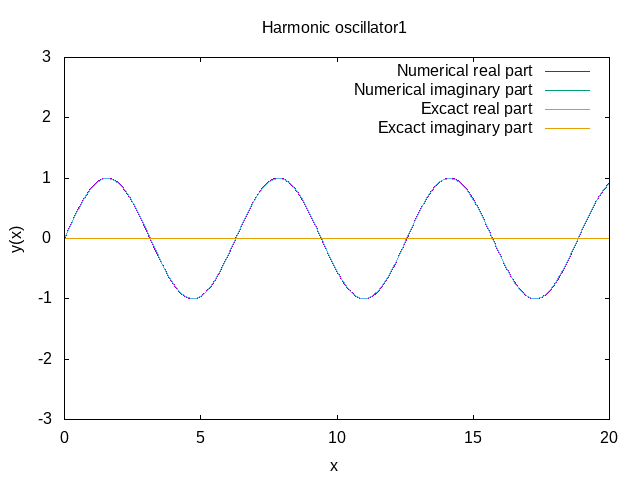 Harmonic oscillator1
Numerical real part
Numerical imaginary part
Excact real part
Excact imaginary part
3
2
1
0
-1
-2
-3
y(x)
0 5 10 15 20
x